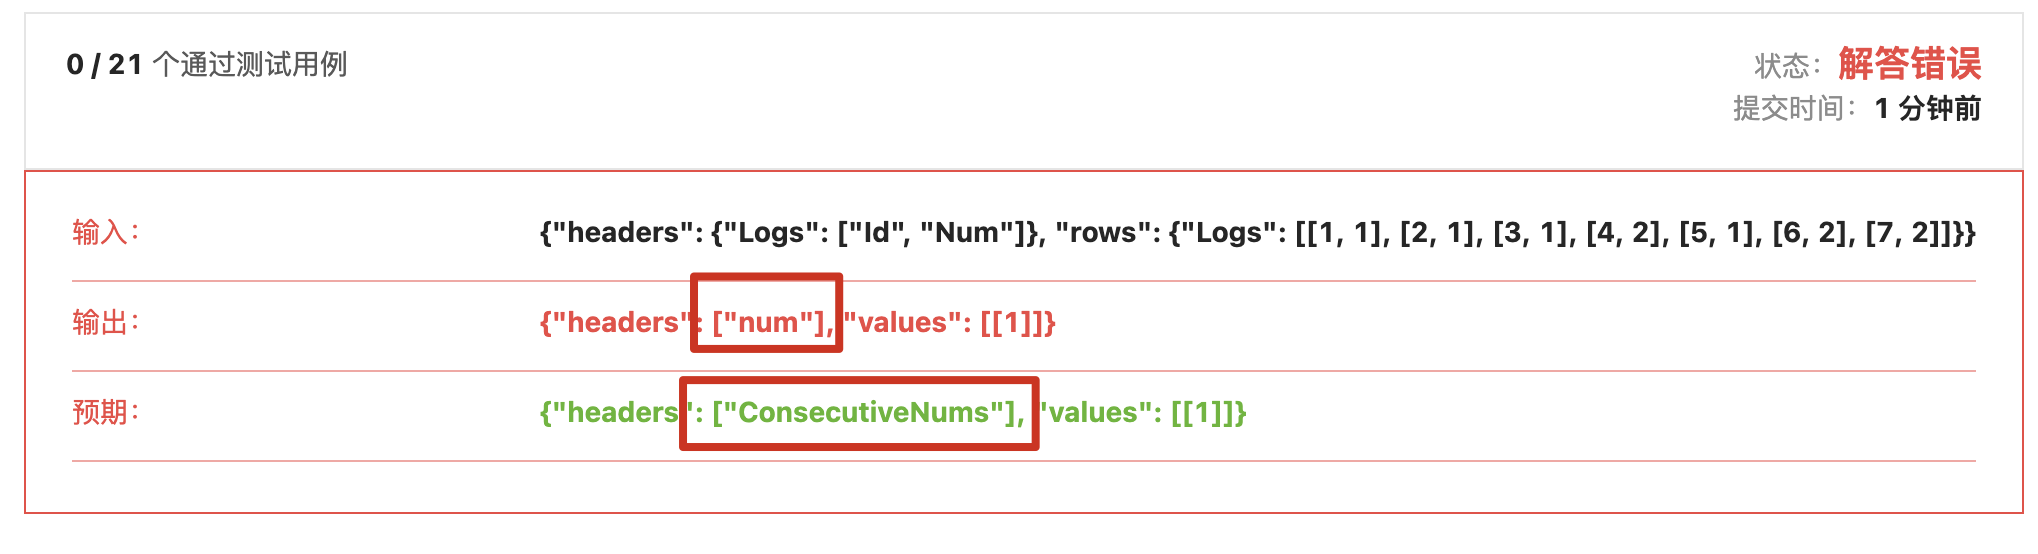 0 / 21 个通过测试用例
状态：解答错误
提交时间：1 分钟前
输入：
{"headers": {"Logs": ["Id", "Num"]}, "rows": {"Logs": [[1, 1], [2, 1], [3, 1], [4, 2], [5, 1], [6, 2], [7, 2]]}}
输出：
{"headers": ["num"], "values": [[1]]}
预期：
{"headers": ["ConsecutiveNums"], "values": [[1]]}